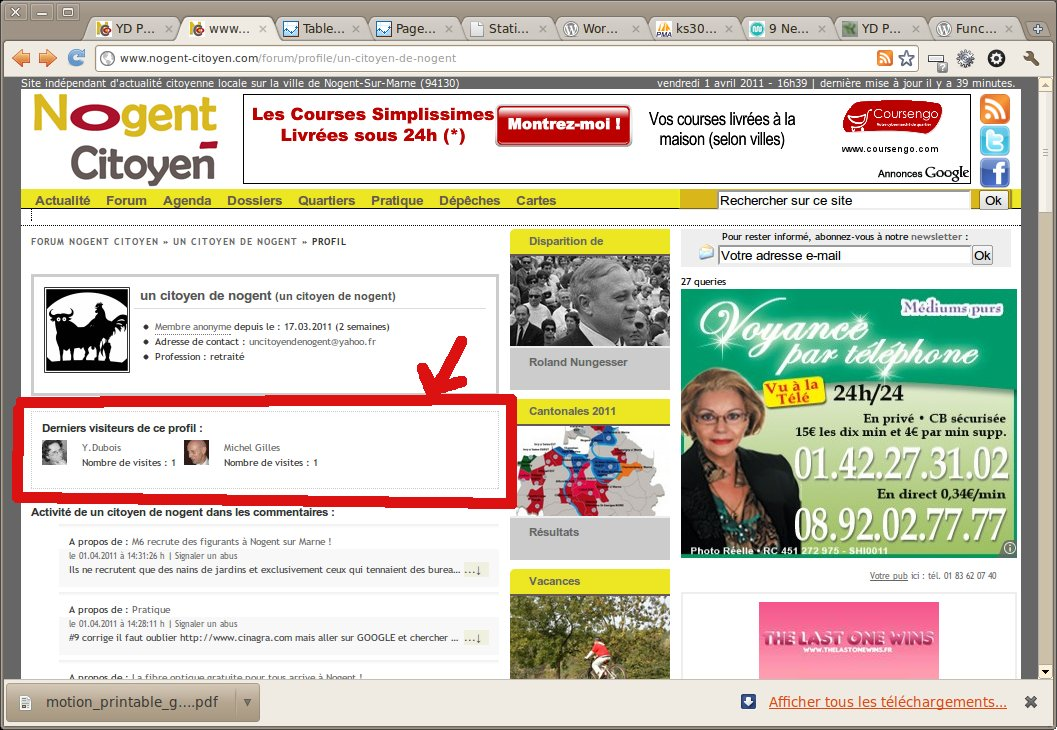 YD P...
www...
Table...
Page...
Stati...
Wor...
ks30...
9 Ne...
YD P...
Func...
www.nogent-citoyen.com/forum/profile/un-citoyen-de-nogent
Site indépendant d'actualité citoyenne locale sur la ville de Nogent-Sur-Marne (94130)
vendredi 1 avril 2011 - 16h39 | dernière mise à jour il y a 39 minutes.
Nogent
Citoyen
Les Courses Simplissimes
Livrées sous 24h (*)
Montrez-moi !
Vos courses livrées à la
maison (selon villes)
Coursengo
www.coursengo.com
Annonces Google
Actualité Forum Agenda Dossiers Quartiers Pratique Dépêches Cartes
Rechercher sur ce site
Ok
FORUM NOGENT CITOYEN » UN CITOYEN DE NOGENT » PROFIL
un citoyen de nogent (un citoyen de nogent)
Membre anonyme depuis le : 17.03.2011 (2 semaines)
Adresse de contact : uncitoyendenogent@yahoo.fr
Profession : retraité
Derniers visiteurs de ce profil :
Y.Dubois
Nombre de visites : 1
Michel Gilles
Nombre de visites : 1
Activité de un citoyen de nogent dans les commentaires :
A propos de : M6 recrute des figurants à Nogent sur Marne !
le 01.04.2011 à 14:31:26 h | Signaler un abus
Ils ne recrutent que des nains de jardins et exclusivement ceux qui tennaient des burea... ...↓
A propos de : Pratique
le 01.04.2011 à 14:28:11 h | Signaler un abus
#9 corrige il faut oublier http://www.cinagra.com mais aller sur GOOGLE et chercher ... ...↓
A propos de : La fibre optique gratuite pour tous arrive à Nogent !
Disparition de
Roland Nungesser
Cantonales 2011
Résultats
Vacances
Pour rester informé, abonnez-vous à notre newsletter :
Votre adresse e-mail
Ok
27 queries
Médiums purs
Voyance
par téléphone
Vu à la
Télé
24h/24
En privé • CB sécurisée
15€ les dix min et 4€ par min supp.
01.42.27.31.02
En direct 0,34€/min
08.92.02.77.77
Photo Réelle • RC 451 272 975 - SHI0011
Votre pub ici : tél. 01 83 62 07 40
THE LAST ONE WINS
WWW.THELASTONEWINS.FR
motion_printable_g....pdf
Afficher tous les téléchargements...